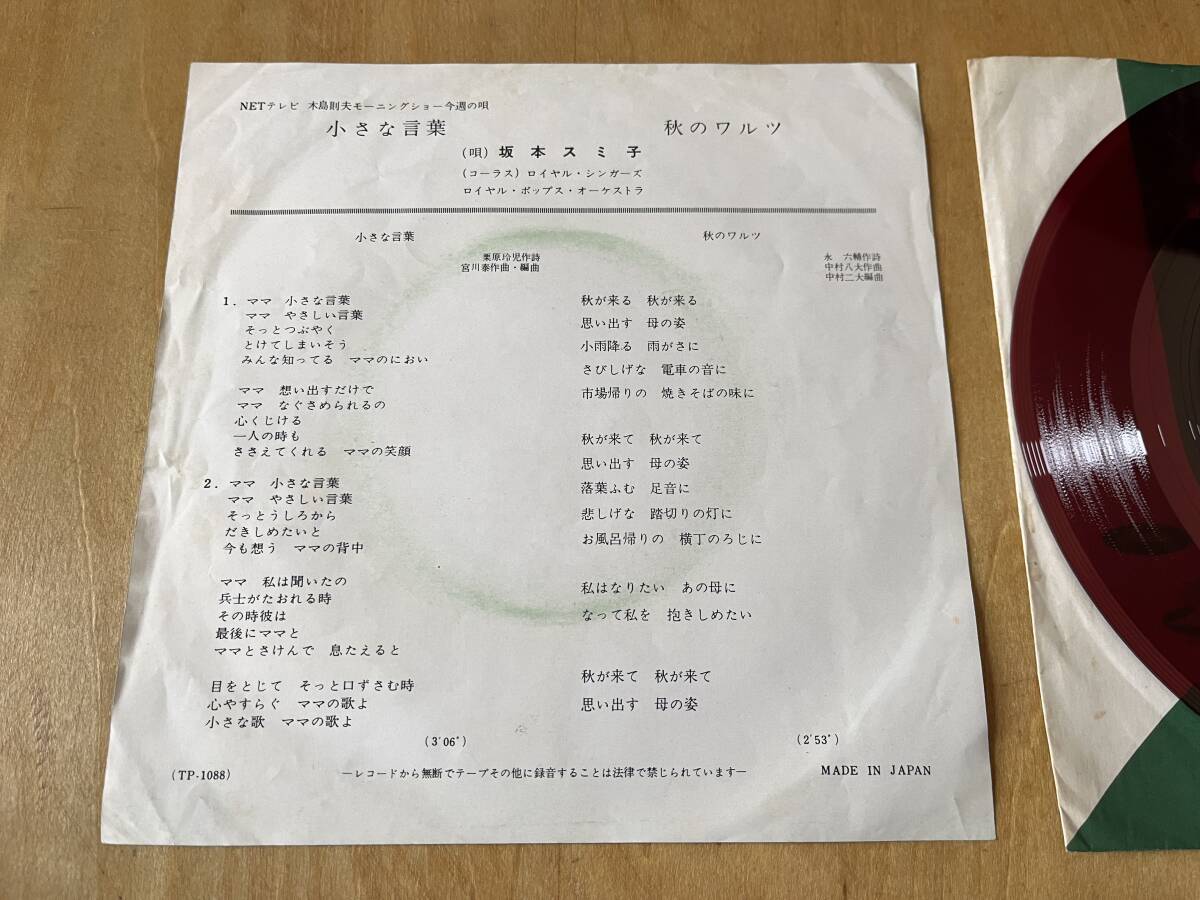 NETテレビ 木島則夫モーニングショー今週の唄
小さな言葉 秋のワルツ
(唄) 坂本スミ子
(コーラス) ロイヤル・シンガーズ
ロイヤル・ポップス・オーケストラ
小さな言葉
栗原玲児作詩
宮川泰作曲・編曲
1. ママ 小さな言葉
ママ やさしい言葉
そっとつぶやく
とけてしまいそう
みんな知ってる ママのにおい
ママ 想い出すだけで
ママ なぐさめられるの
心くじける
一人の時も
ささえてくれる ママの笑顔
2. ママ 小さな言葉
ママ やさしい言葉
そっとうしろから
だきしめたいと
今も想う ママの背中
ママ 私は聞いたの
兵士がたおれる時
その時彼は
最後にママと
ママとさけんで 息たえると
目をとじて そっと口ずさむ時
心やすらぐ ママの歌よ
小さな歌 ママの歌よ
(3′06″)
秋のワルツ
永 六輔作詩
中村八大作曲
中村二大編曲
秋が来る 秋が来る
思い出す 母の姿
小雨降る 雨がさに
さびしげな 電車の音に
市場帰りの 焼きそばの味に
秋が来て 秋が来て
思い出す 母の姿
落葉ふむ 足音に
悲しげな 踏切りの灯に
お風呂帰りの 横丁のろじに
私はなりたい あの母に
なって私を 抱きしめたい
秋が来て 秋が来て
思い出す 母の姿
(2′53″)
(TP-1088) —レコードから無断でテープその他に録音することは法律で禁じられています— MADE IN JAPAN